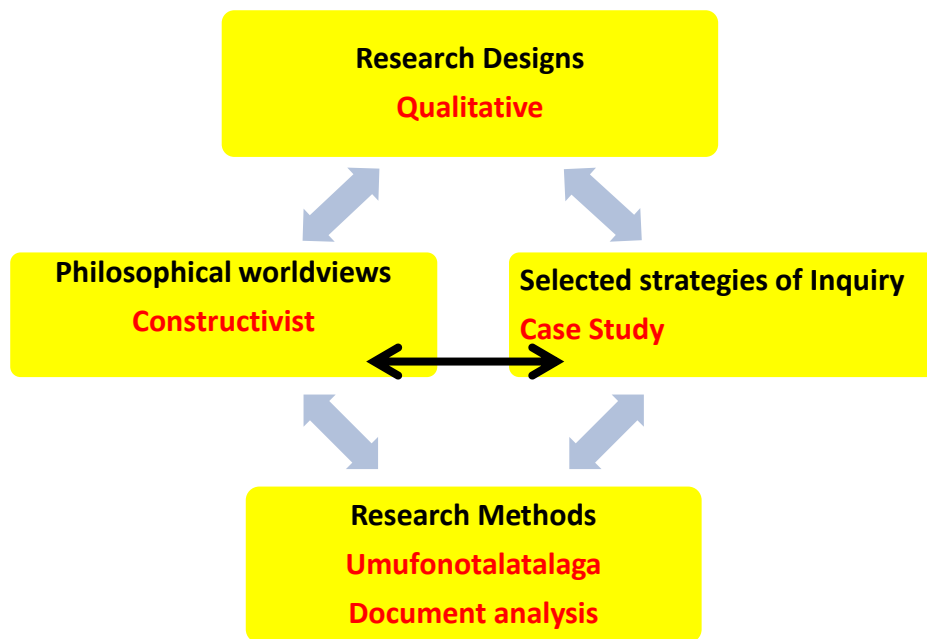 Research Designs
Qualitative
Philosophical worldviews
Constructivist
Selected strategies of Inquiry
Case Study
Research Methods
Umufonotalatalaga
Document analysis